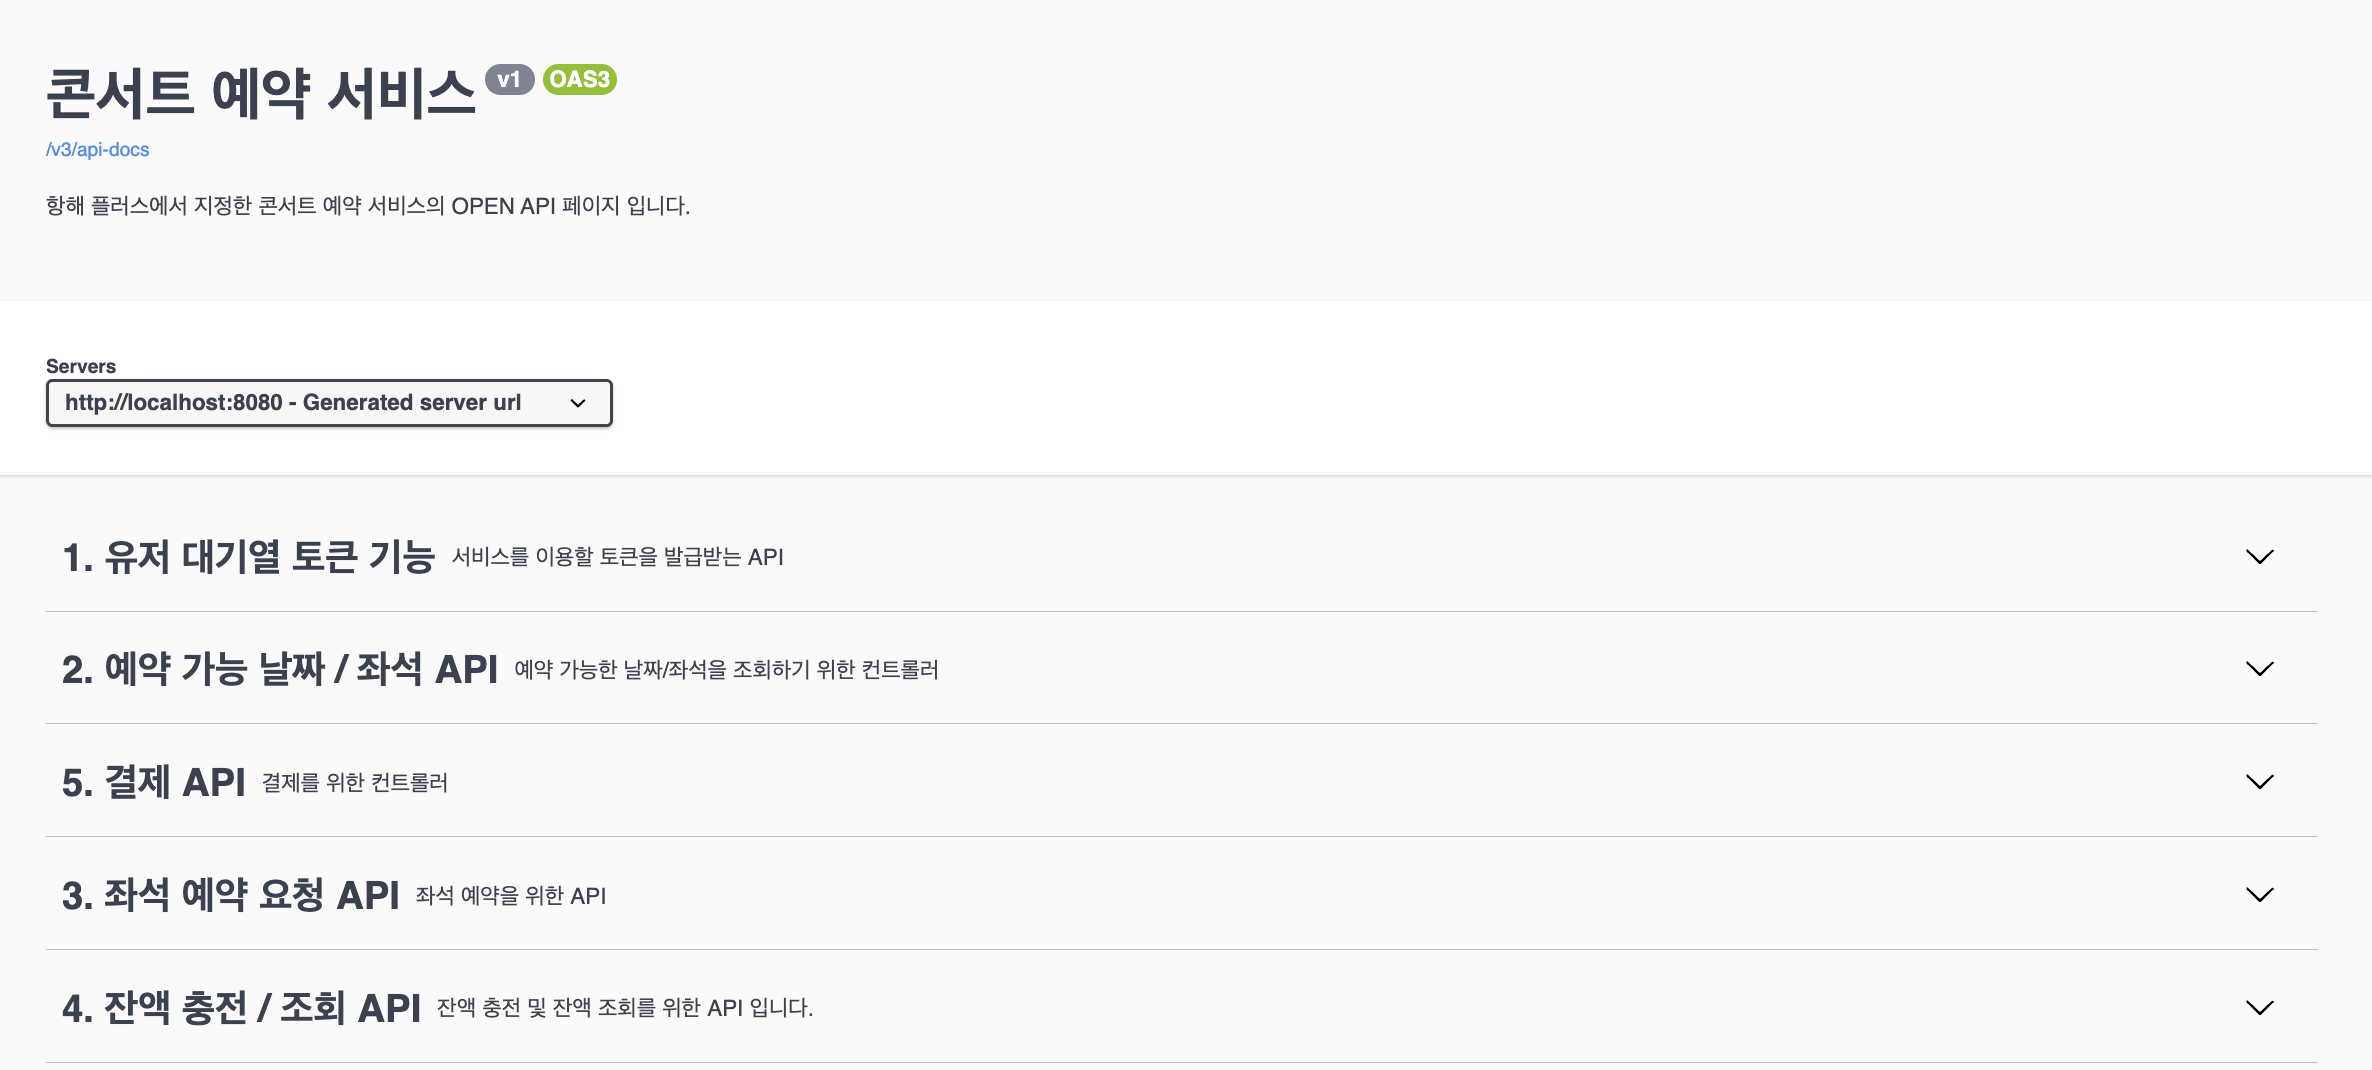 콘서트 예약 서비스 v1 OAS3
/v3/api-docs
항해 플러스에서 지정한 콘서트 예약 서비스의 OPEN API 페이지 입니다.
Servers
http://localhost:8080 - Generated server url
1. 유저 대기열 토큰 기능 서비스를 이용할 토큰을 발급받는 API
2. 예약 가능 날짜 / 좌석 API 예약 가능한 날짜/좌석을 조회하기 위한 컨트롤러
5. 결제 API 결제를 위한 컨트롤러
3. 좌석 예약 요청 API 좌석 예약을 위한 API
4. 잔액 충전 / 조회 API 잔액 충전 및 잔액 조회를 위한 API 입니다.